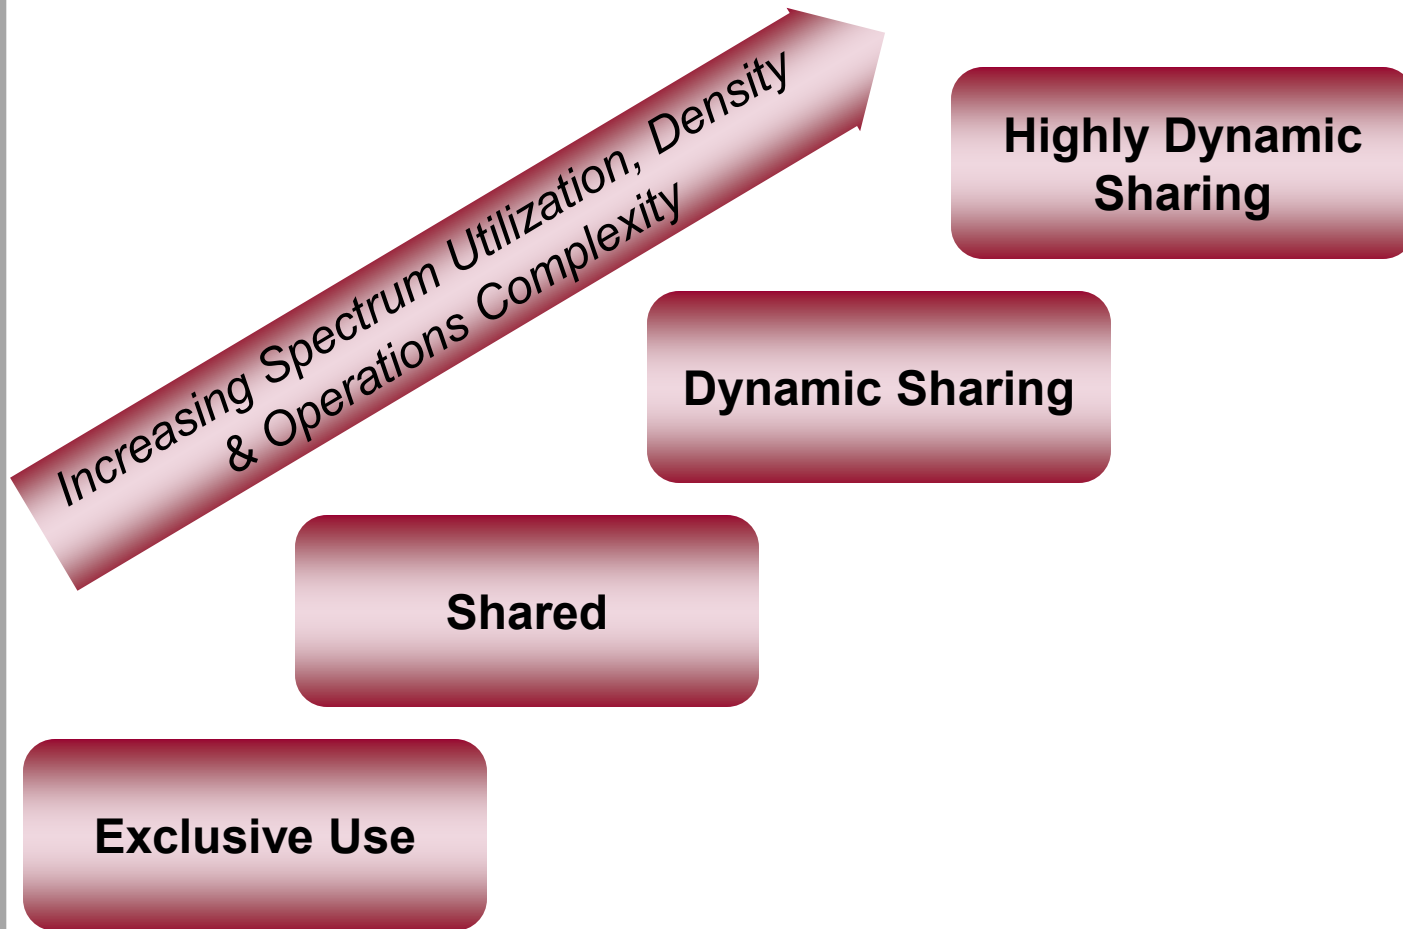 Increasing Spectrum Utilization, Density
& Operations Complexity
Highly Dynamic
Sharing
Dynamic Sharing
Shared
Exclusive Use